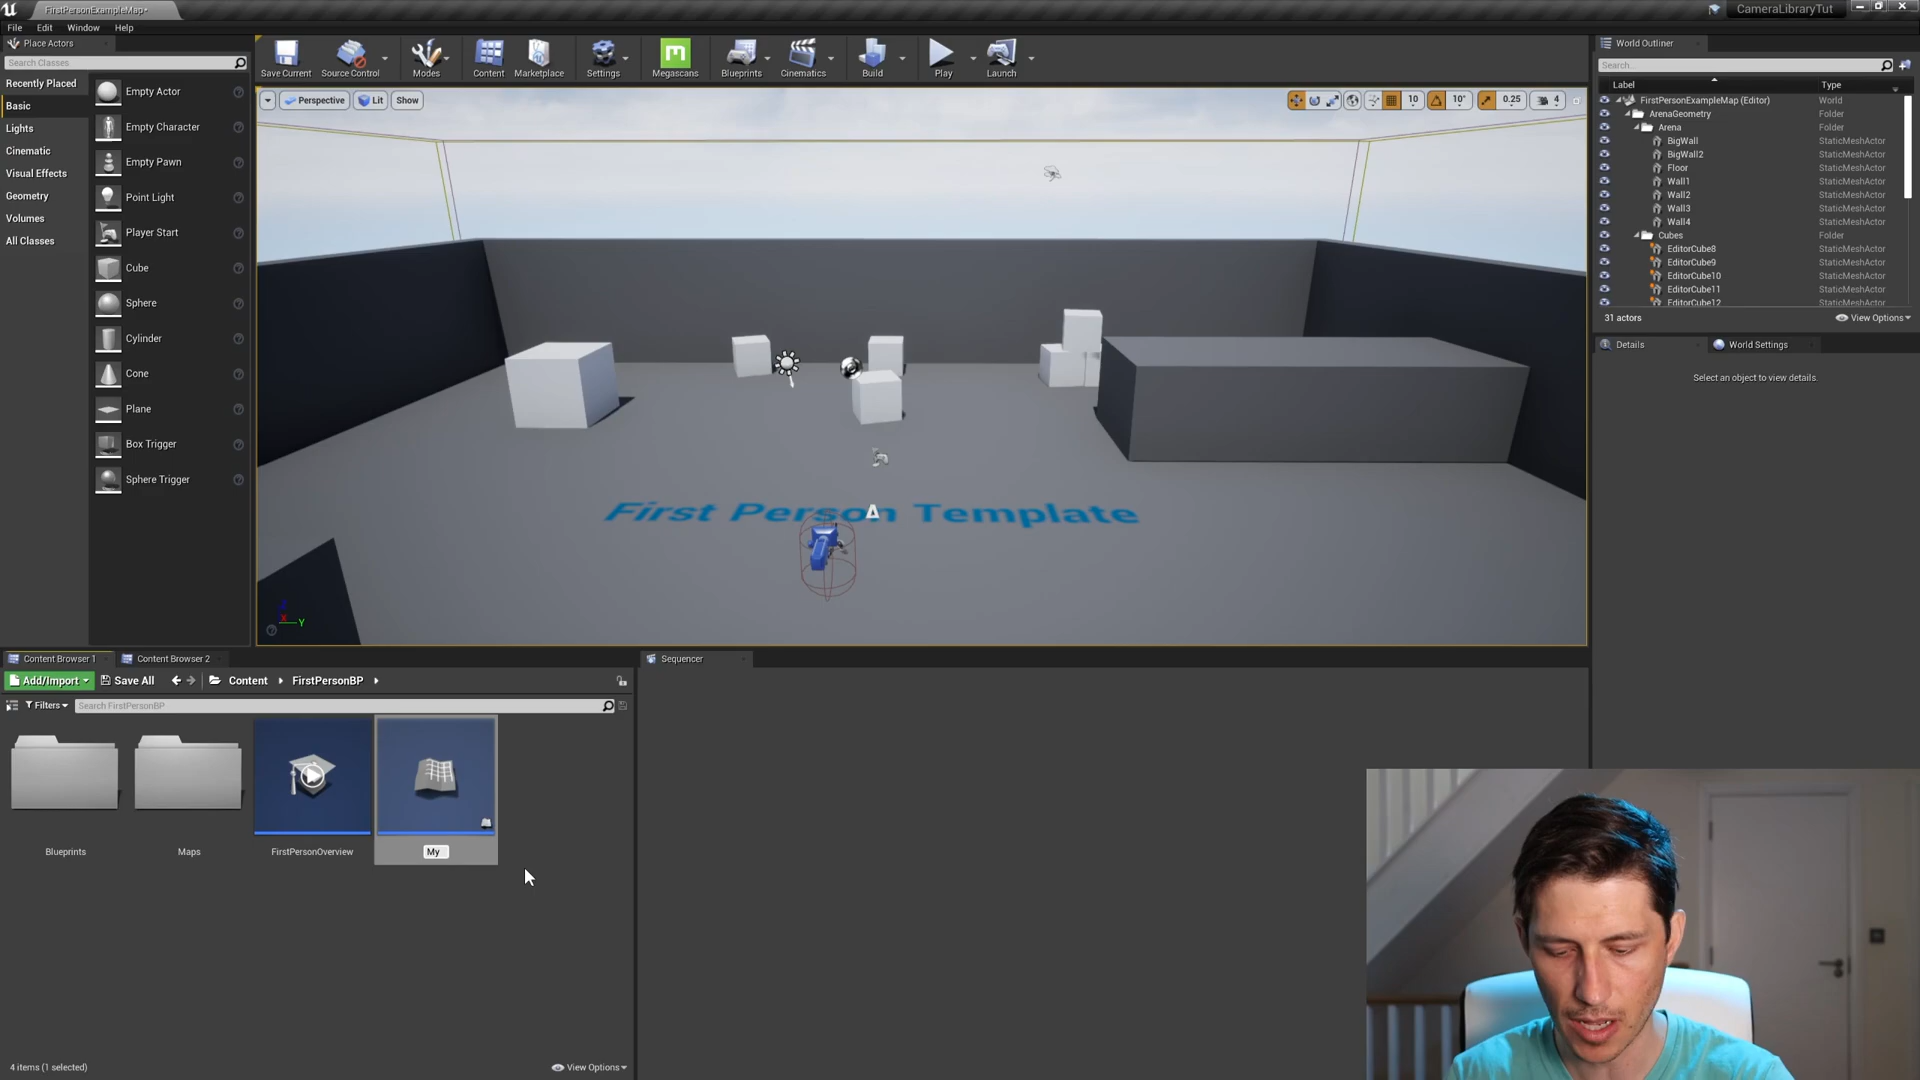 FirstPersonExampleMap*
CameraLibraryTut
File Edit Window Help
Place Actors
Search Classes
Recently Placed
Basic
Lights
Cinematic
Visual Effects
Geometry
Volumes
All Classes
Empty Actor
Empty Character
Empty Pawn
Point Light
Player Start
Cube
Sphere
Cylinder
Cone
Plane
Box Trigger
Sphere Trigger
Save Current
Source Control
Modes
Content
Marketplace
Settings
Megascans
Blueprints
Cinematics
Build
Play
Launch
Perspective
Lit
Show
10
10°
0.25
4
First Person Template
Y
World Outliner
Search...
Label Type
FirstPersonExampleMap (Editor) World
ArenaGeometry Folder
Arena Folder
BigWall StaticMeshActor
BigWall2 StaticMeshActor
Floor StaticMeshActor
Wall1 StaticMeshActor
Wall2 StaticMeshActor
Wall3 StaticMeshActor
Wall4 StaticMeshActor
Cubes Folder
EditorCube8 StaticMeshActor
EditorCube9 StaticMeshActor
EditorCube10 StaticMeshActor
EditorCube11 StaticMeshActor
EditorCube12 StaticMeshActor
31 actors
View Options
Details
World Settings
Select an object to view details.
Content Browser 1
Content Browser 2
Add/Import
Save All
Content
FirstPersonBP
Filters
Search FirstPersonBP
Blueprints
Maps
FirstPersonOverview
My
4 items (1 selected)
View Options
Sequencer